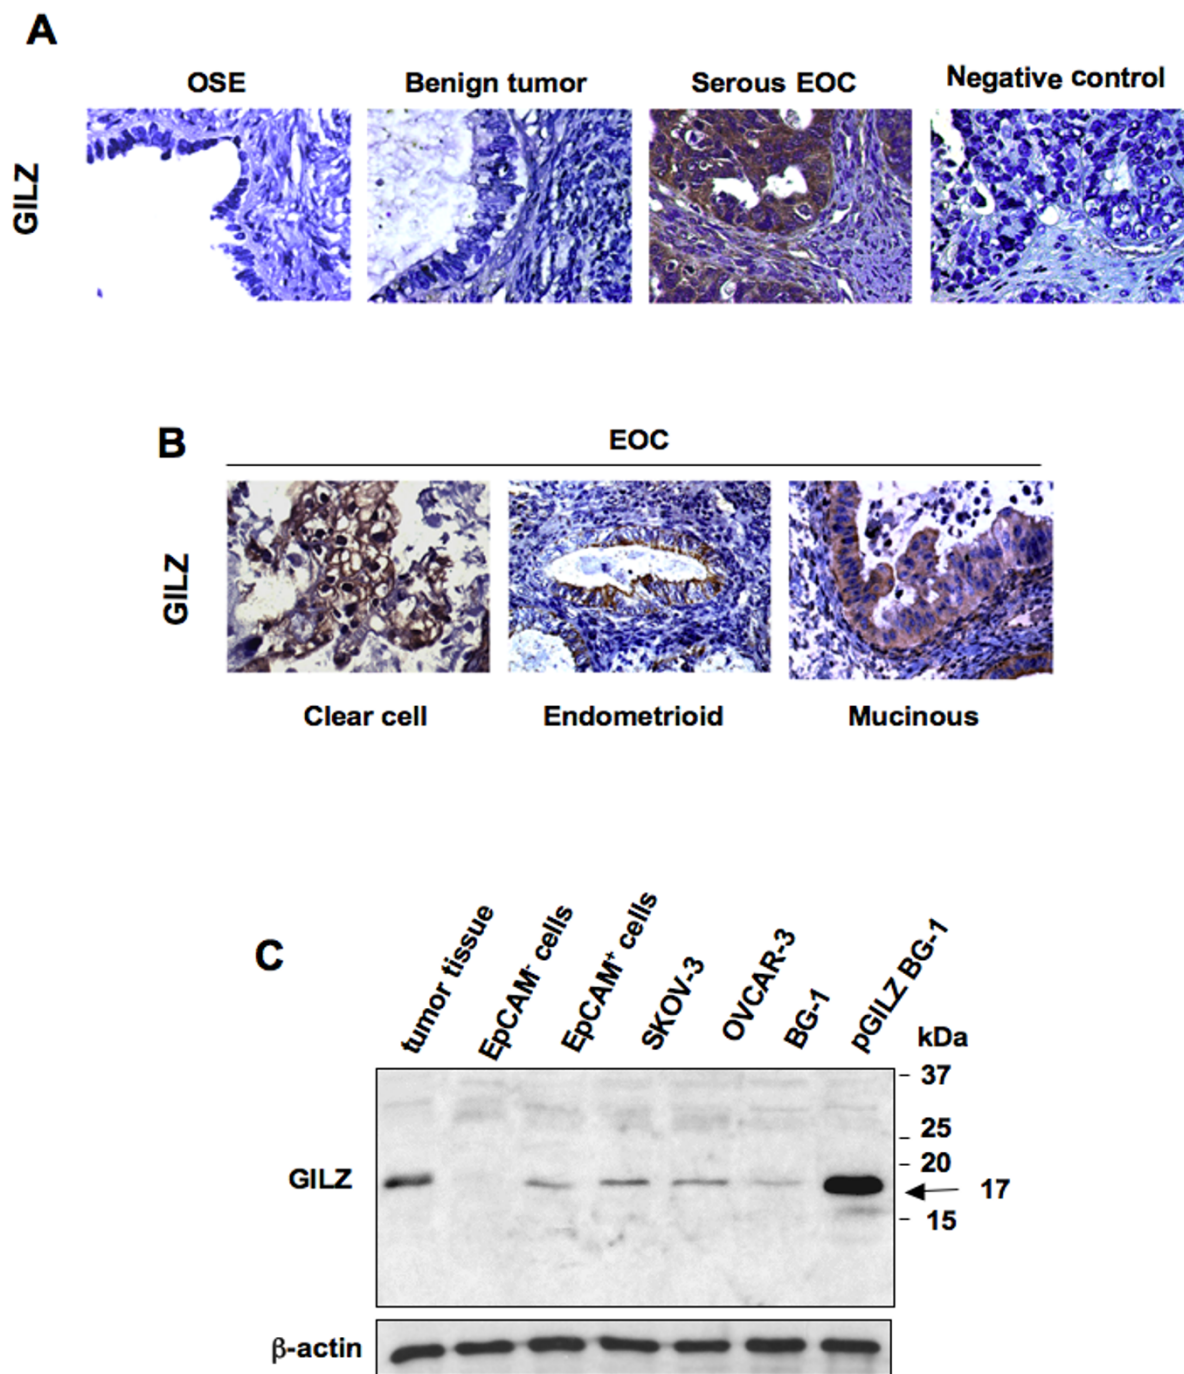 A
OSE
Benign tumor
Serous EOC
Negative control
GILZ
B
EOC
GILZ
Clear cell
Endometrioid
Mucinous
C
tumor tissue
EpCAM⁻ cells
EpCAM⁺ cells
SKOV-3
OVCAR-3
BG-1
pGILZ BG-1
kDa
37
25
20
GILZ
17
15
β-actin